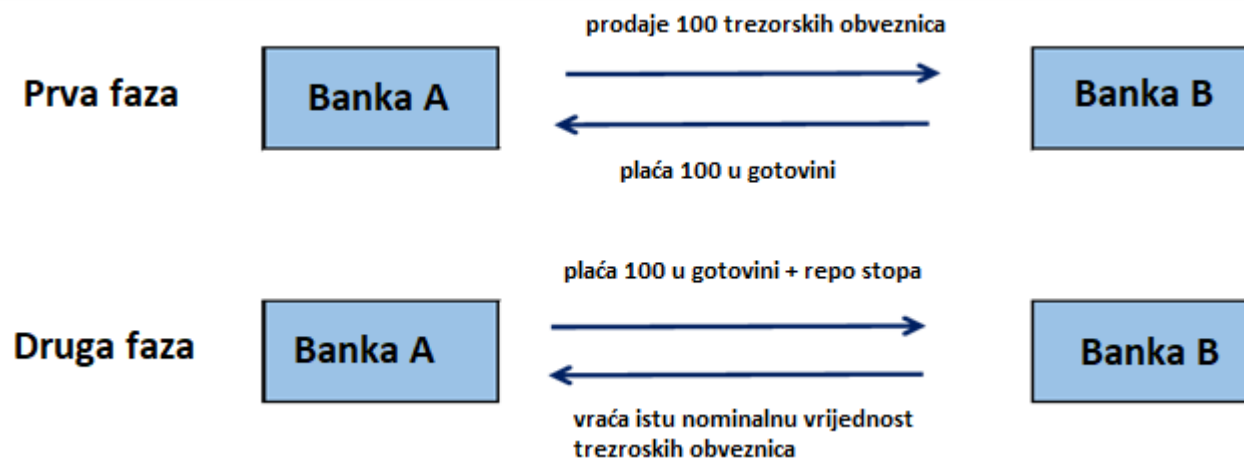 prodaje 100 trezorskih obveznica
Prva faza
Banka A
Banka B
plaća 100 u gotovini
plaća 100 u gotovini + repo stopa
Druga faza
Banka A
Banka B
vraća istu nominalnu vrijednost
trezroskih obveznica